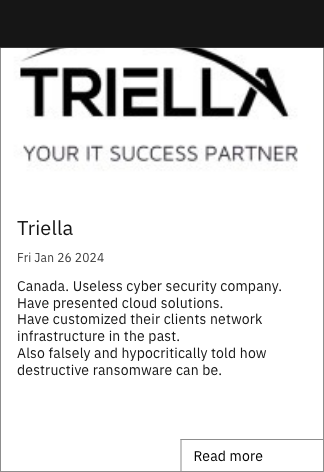 TRIELLA
YOUR IT SUCCESS PARTNER
Triella
Fri Jan 26 2024
Canada. Useless cyber security company.
Have presented cloud solutions.
Have customized their clients network
infrastructure in the past.
Also falsely and hypocritically told how
destructive ransomware can be.
Read more